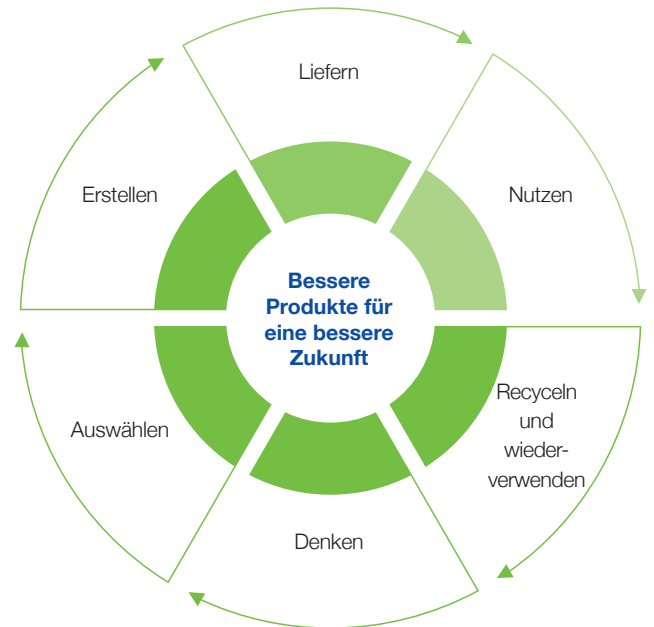 Liefern
Erstellen
Nutzen
Bessere
Produkte für
eine bessere
Zukunft
Auswählen
Recyceln
und
wieder-
verwenden
Denken